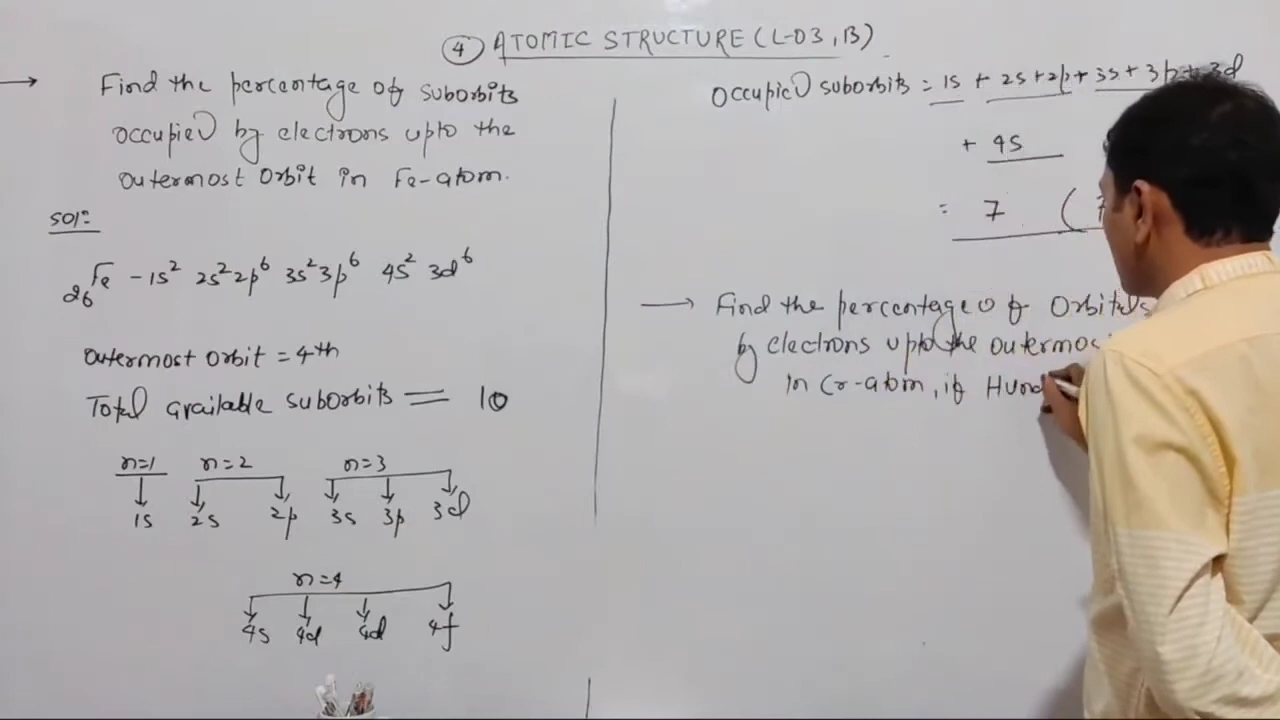 4 ATOMIC STRUCTURE (L-03, B)
Find the percentage of suborbits
occupied by electrons upto the
outermost orbit in Fe-atom.
Sol:
26Fe - 1s² 2s² 2p⁶ 3s² 3p⁶ 4s² 3d⁶
outermost orbit = 4th
Total available suborbits = 10
n=1 n=2 n=3
1s 2s 2p 3s 3p 3d
n=4
4s 4d 4d 4f
occupied suborbits = 1s + 2s + 2p + 3s + 3p + 3d
+ 4s
= 7 (
Find the percentage of Orbitals
by electrons upto the outermos
in Cr-atom, if Hund